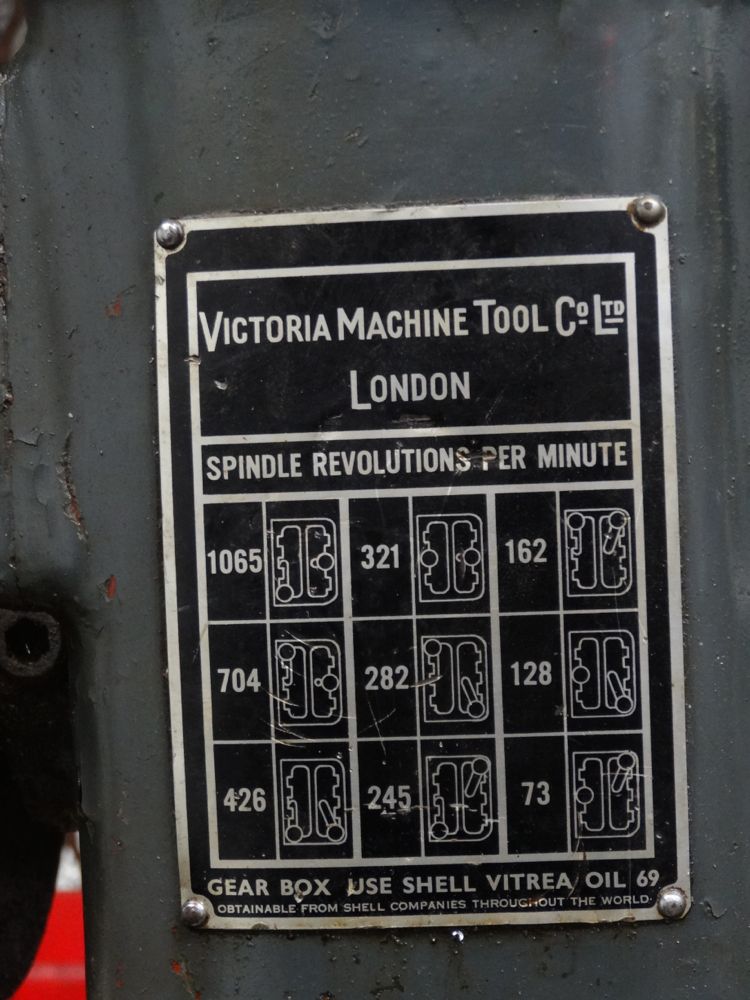 VICTORIA MACHINE TOOL Co LTD
LONDON
SPINDLE REVOLUTIONS PER MINUTE
1065 321 162
704 282 128
426 245 73
GEAR BOX USE SHELL VITREA OIL 69
OBTAINABLE FROM SHELL COMPANIES THROUGHOUT THE WORLD.